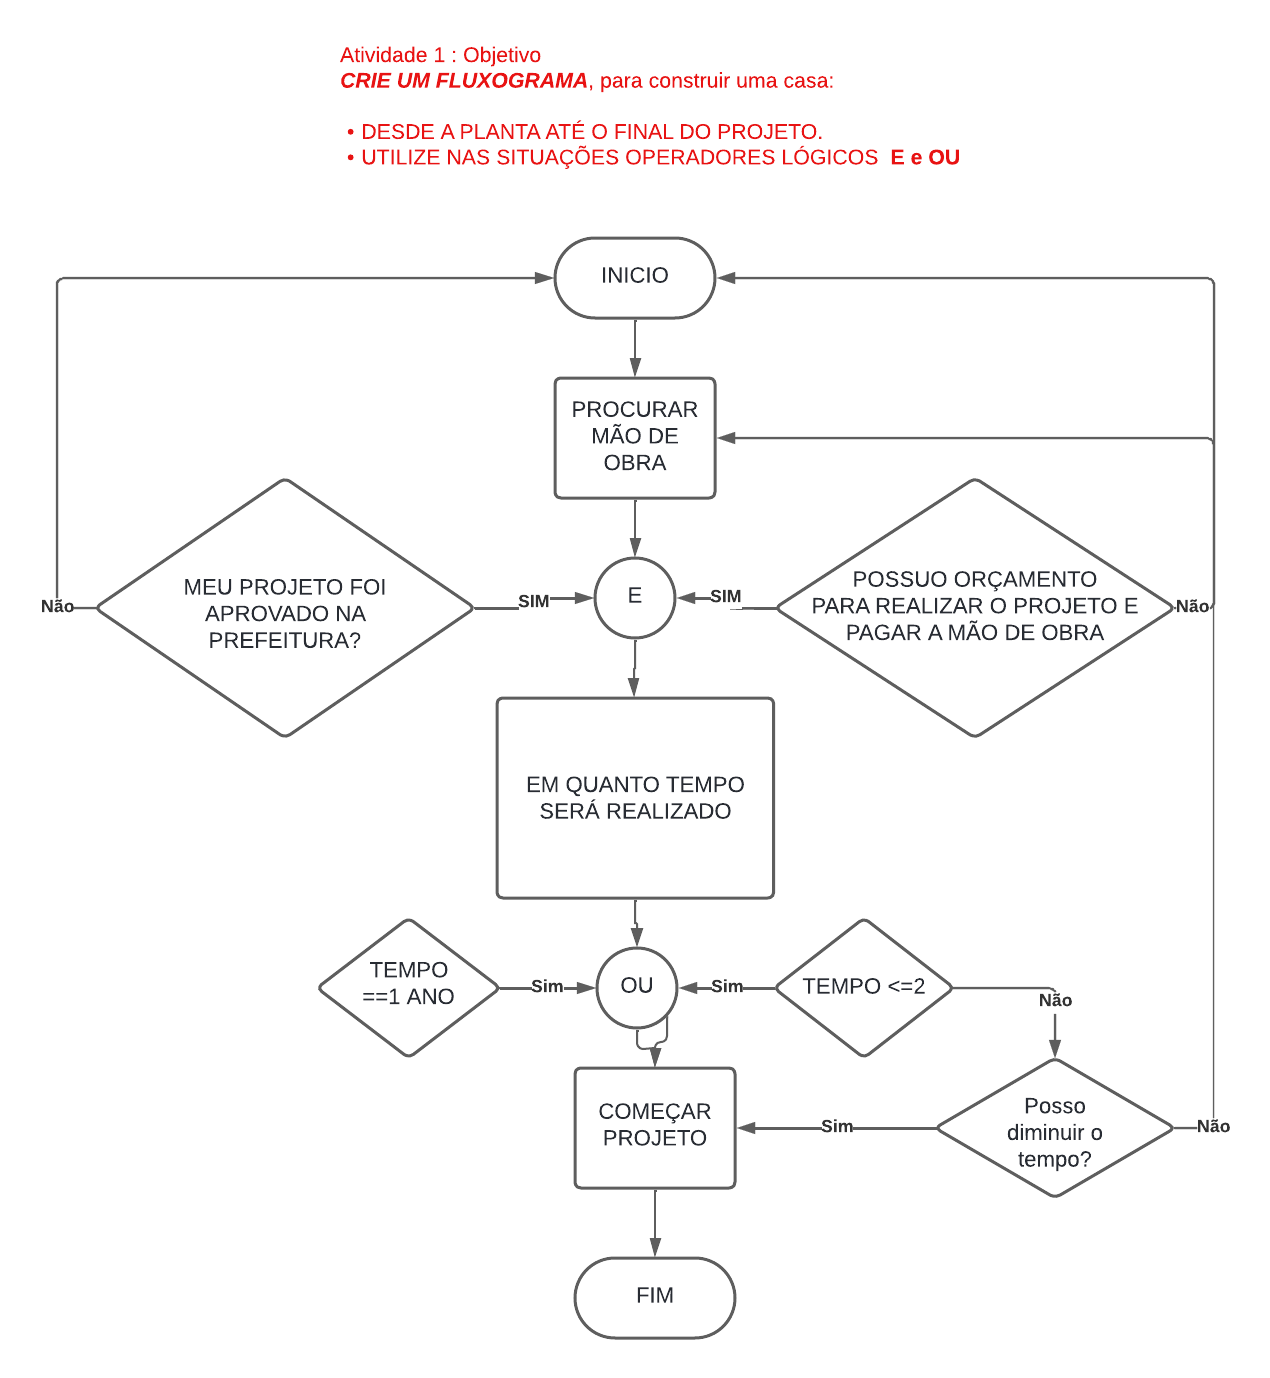 Atividade 1 : Objetivo
CRIE UM FLUXOGRAMA, para construir uma casa:
• DESDE A PLANTA ATÉ O FINAL DO PROJETO.
• UTILIZE NAS SITUAÇÕES OPERADORES LÓGICOS E e OU
INICIO
PROCURAR
MÃO DE
OBRA
MEU PROJETO FOI
APROVADO NA
PREFEITURA?
Não
SIM
E
SIM
POSSUO ORÇAMENTO
PARA REALIZAR O PROJETO E
PAGAR A MÃO DE OBRA
Não
EM QUANTO TEMPO
SERÁ REALIZADO
TEMPO
==1 ANO
Sim
OU
Sim
TEMPO <=2
Não
COMEÇAR
PROJETO
Sim
Posso
diminuir o
tempo?
Não
FIM